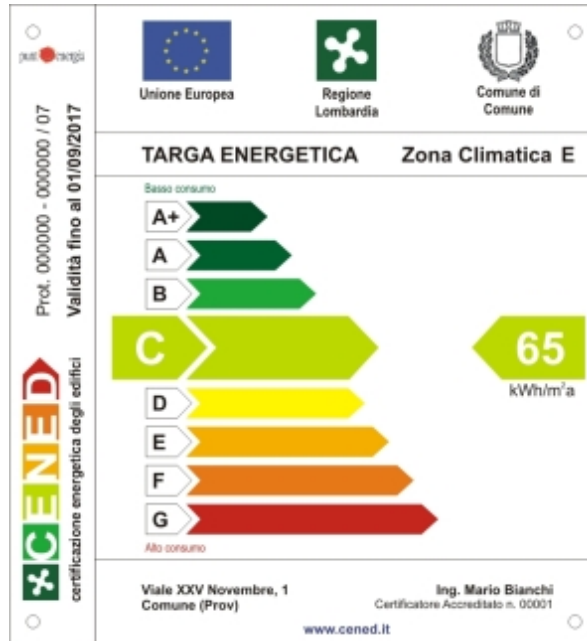 punti energia
Prot. 000000 - 000000 / 07
Validità fino al 01/09/2017
CENED
certificazione energetica degli edifici
Unione Europea
Regione
Lombardia
Comune di
Comune
TARGA ENERGETICA Zona Climatica E
Basso consumo
A+
A
B
C 65
kWh/m²a
D
E
F
G
Alto consumo
Viale XXV Novembre, 1
Comune (Prov)
Ing. Mario Bianchi
Certificatore Accreditato n. 00001
www.cened.it